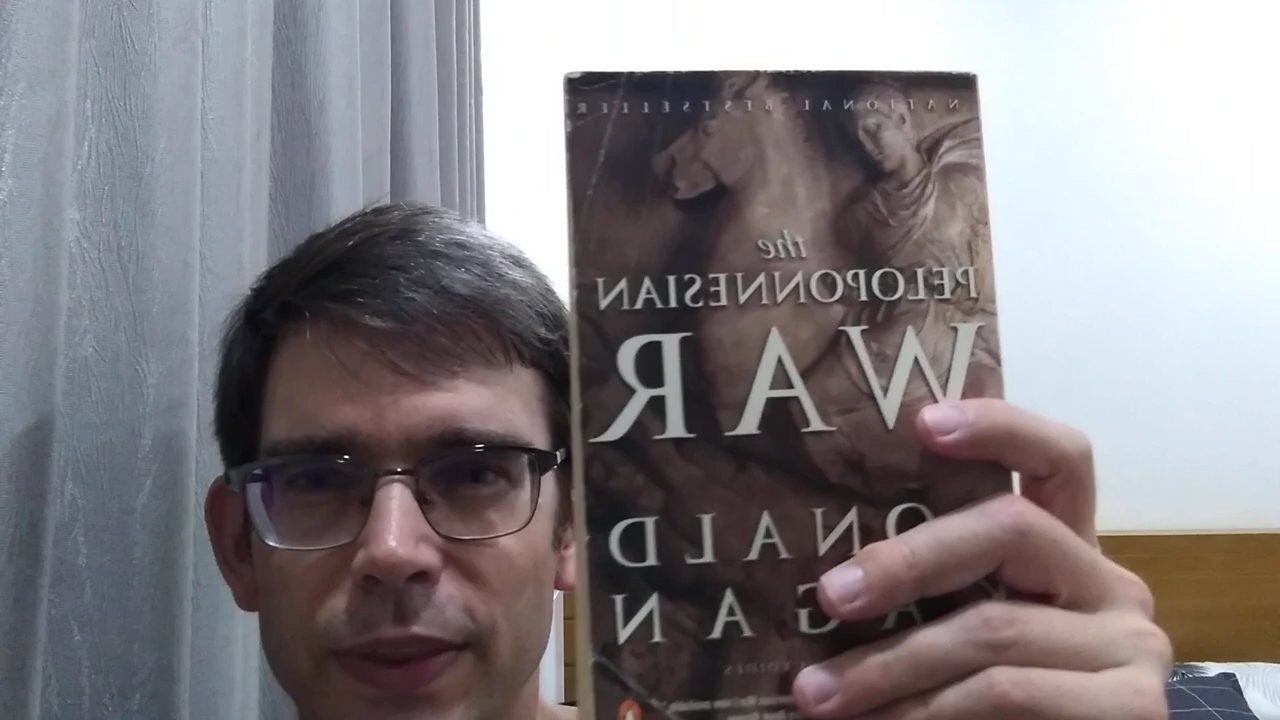 NATIONAL BESTSELLER
the
PELOPONNESIAN
WAR
ONALD
AGAN